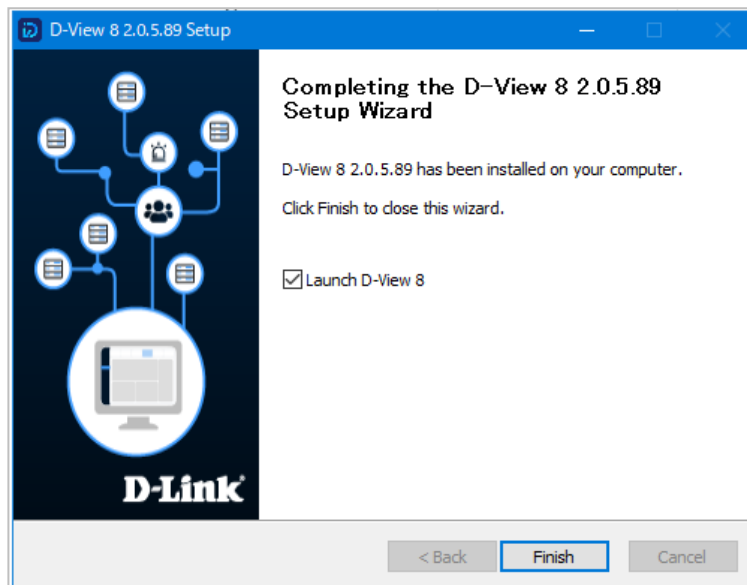 D-View 8 2.0.5.89 Setup
Completing the D-View 8 2.0.5.89
Setup Wizard
D-View 8 2.0.5.89 has been installed on your computer.
Click Finish to close this wizard.
Launch D-View 8
D-Link
< Back
Finish
Cancel